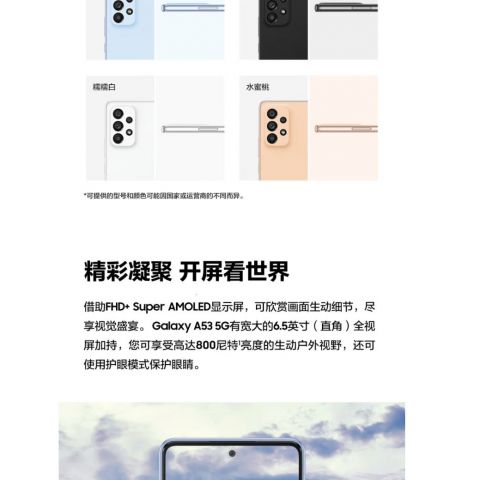 糯糯白
水蜜桃
*可提供的型号和颜色可能因国家或运营商的不同而异。
精彩凝聚 开屏看世界
借助FHD+ Super AMOLED显示屏，可欣赏画面生动细节，尽
享视觉盛宴。 Galaxy A53 5G有宽大的6.5英寸（直角）全视
屏加持，您可享受高达800尼特¹亮度的生动户外视野，还可
使用护眼模式保护眼睛。